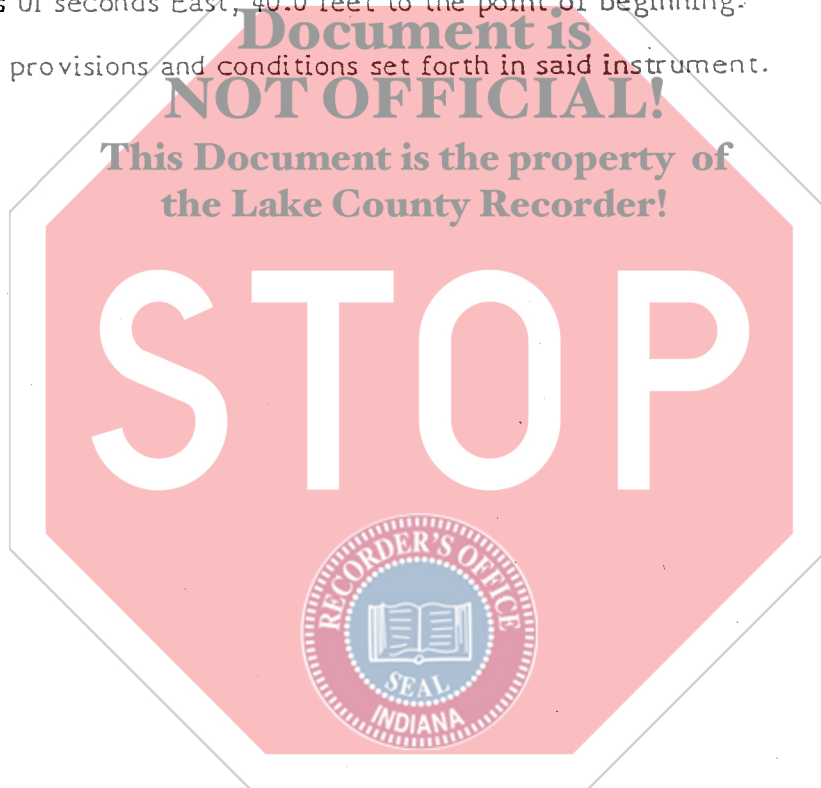 01 seconds East, 40.0 feet to the point of beginning.
Document is
provisions and conditions set forth in said instrument.
NOT OFFICIAL!
This Document is the property of
the Lake County Recorder!
STOP
RECORDER'S OFFICE
SEAL
INDIANA